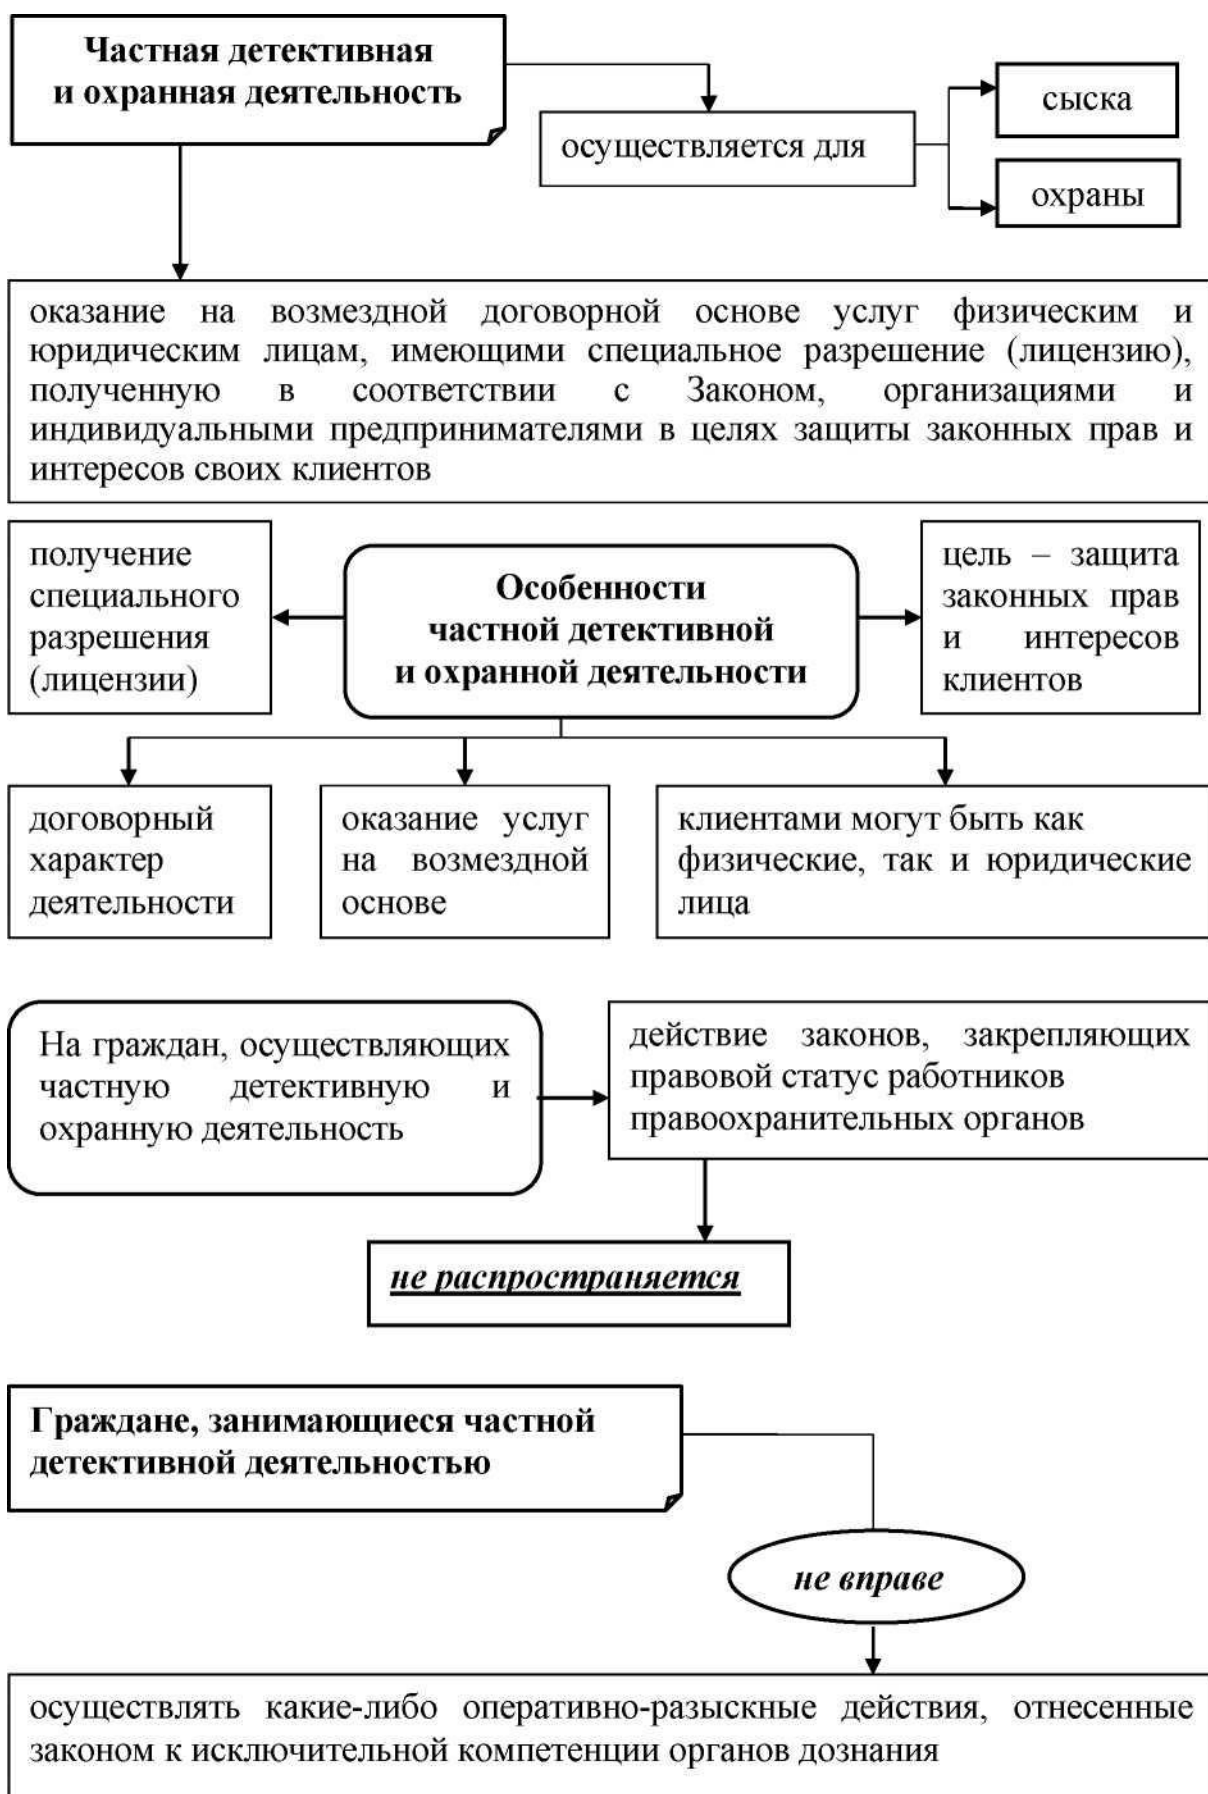 Частная детективная
и охранная деятельность
осуществляется для
сыска
охраны
оказание на возмездной договорной основе услуг физическим и
юридическим лицам, имеющими специальное разрешение (лицензию),
полученную в соответствии с Законом, организациями и
индивидуальными предпринимателями в целях защиты законных прав и
интересов своих клиентов
получение
специального
разрешения
(лицензии)
Особенности
частной детективной
и охранной деятельности
цель – защита
законных прав
и интересов
клиентов
договорный
характер
деятельности
оказание услуг
на возмездной
основе
клиентами могут быть как
физические, так и юридические
лица
На граждан, осуществляющих
частную детективную и
охранную деятельность
действие законов, закрепляющих
правовой статус работников
правоохранительных органов
не распространяется
Граждане, занимающиеся частной
детективной деятельностью
не вправе
осуществлять какие-либо оперативно-разыскные действия, отнесенные
законом к исключительной компетенции органов дознания